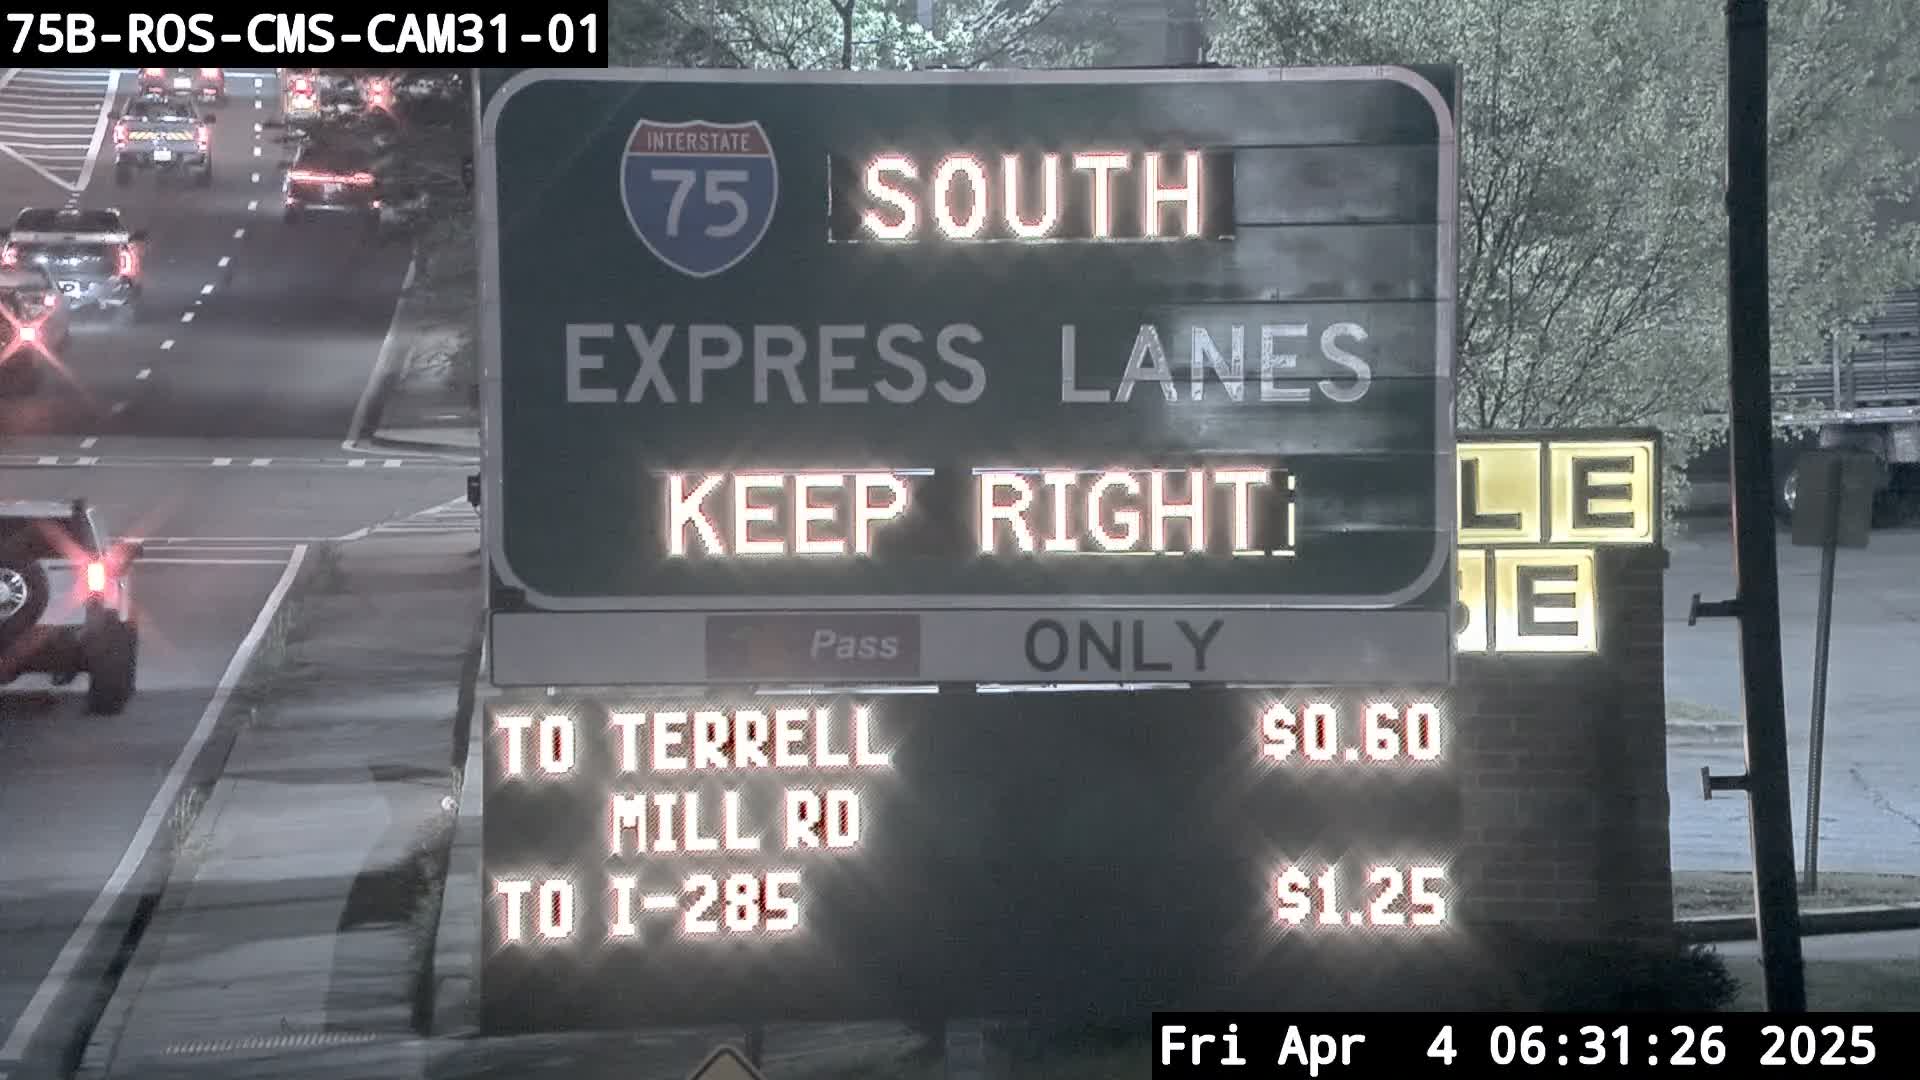 75B-ROS-CMS-CAM31-01
INTERSTATE
75
SOUTH
EXPRESS LANES
KEEP RIGHT
Pass ONLY
TO TERRELL $0.60
MILL RD
TO I-285 $1.25
LE
E
Fri Apr 4 06:31:26 2025